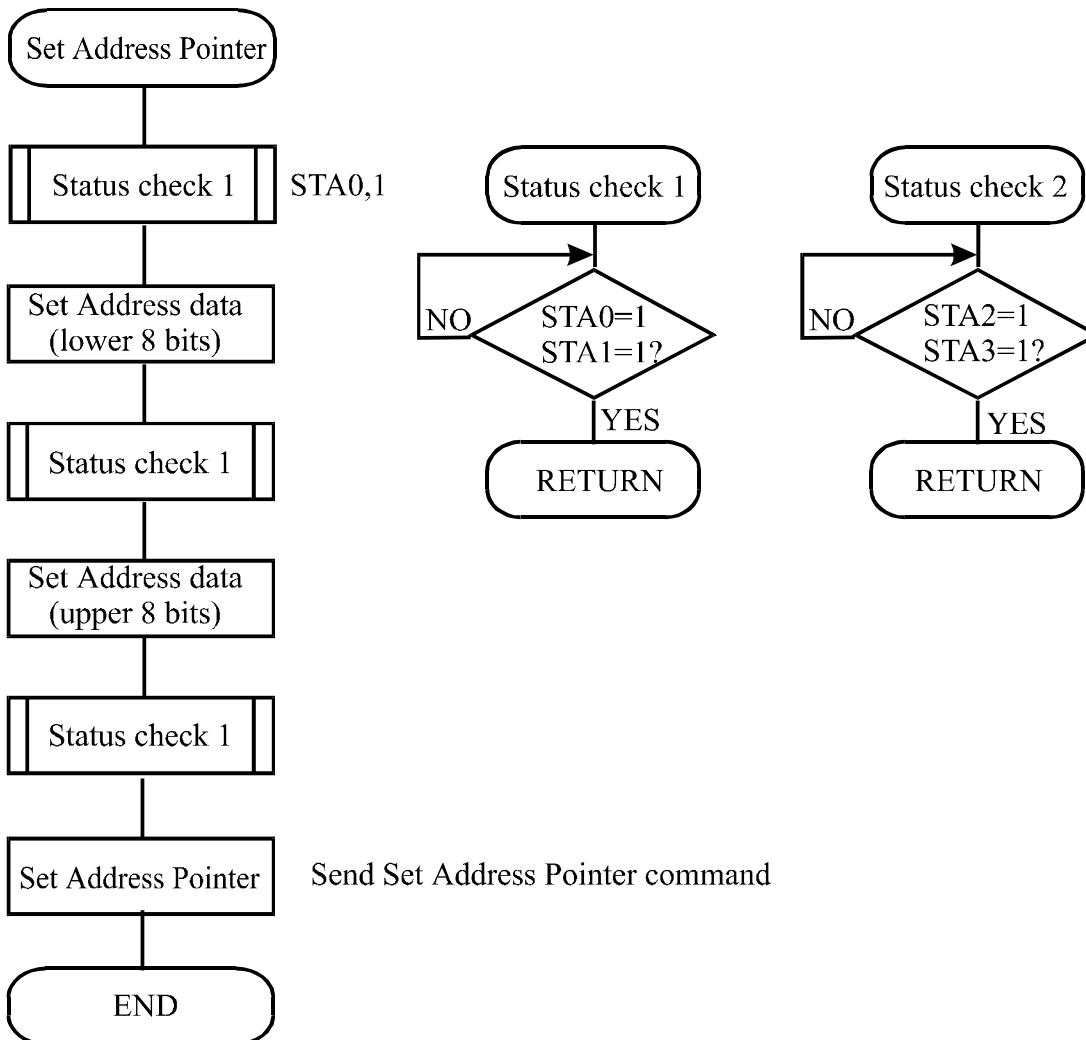 Set Address Pointer
Status check 1
STA0,1
Set Address data
(lower 8 bits)
Status check 1
Set Address data
(upper 8 bits)
Status check 1
Set Address Pointer
Send Set Address Pointer command
END
Status check 1
NO
STA0=1
STA1=1?
YES
RETURN
Status check 2
NO
STA2=1
STA3=1?
YES
RETURN